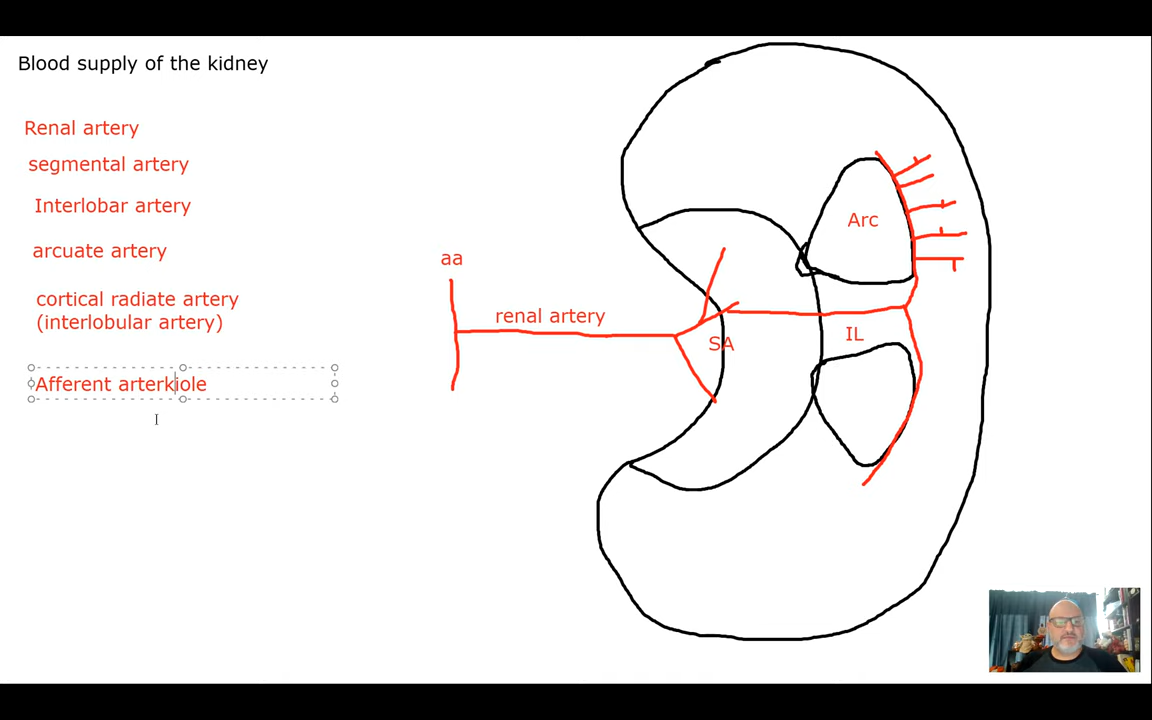 Blood supply of the kidney
Renal artery
segmental artery
Interlobar artery
arcuate artery
cortical radiate artery
(interlobular artery)
Afferent arterkiole
aa
renal artery
SA
Arc
IL